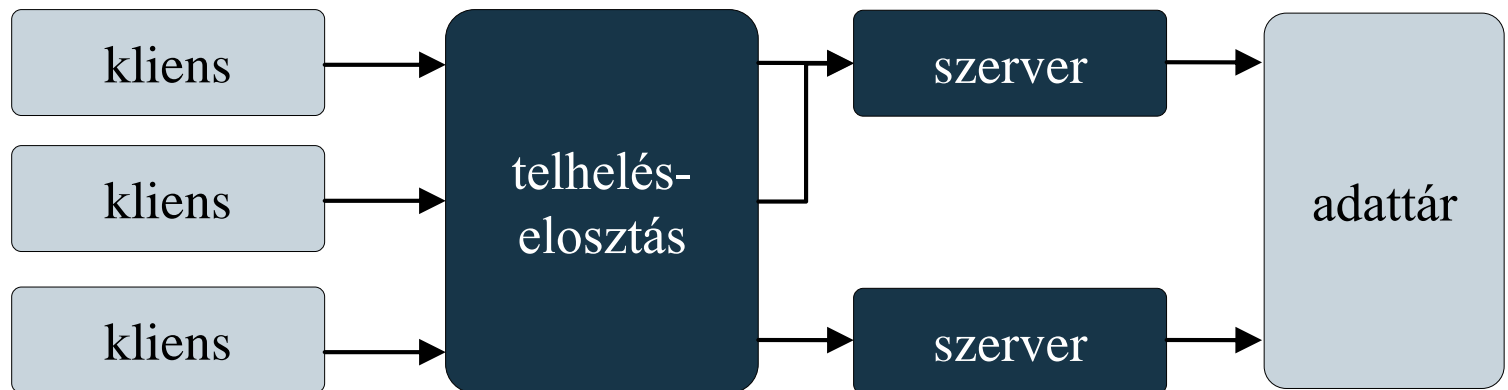 kliens
kliens
kliens
telhelés-
elosztás
szerver
szerver
adattár